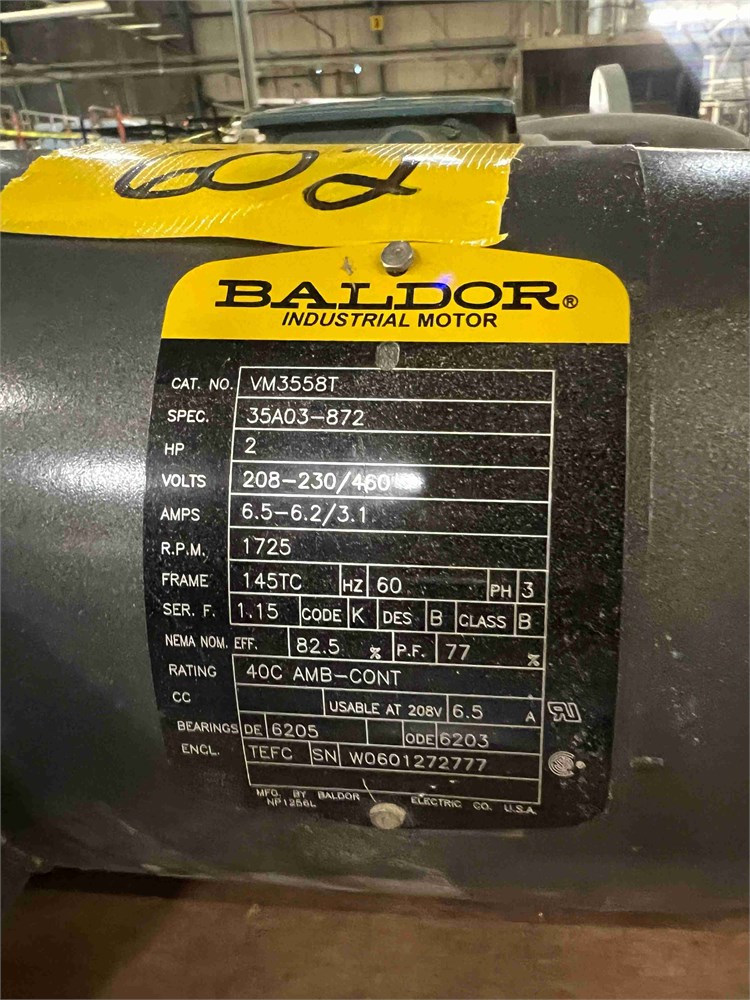 62
BALDOR®
INDUSTRIAL MOTOR
CAT. NO. VM3558T
SPEC. 35A03-872
HP 2
VOLTS 208-230/460
AMPS 6.5-6.2/3.1
R.P.M. 1725
FRAME 145TC HZ 60 PH 3
SER. F. 1.15 CODE K DES B CLASS B
NEMA NOM. EFF. 82.5 % P.F. 77 %
RATING 40C AMB-CONT
CC USABLE AT 208V 6.5 A
BEARINGS DE 6205 ODE 6203
ENCL. TEFC SN W0601272777
MFG. BY BALDOR ELECTRIC CO. U.S.A.
NP1256L